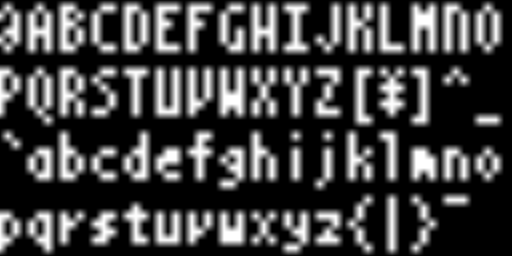 @ABCDEFGHIJKLMNO
PQRSTUVWXYZ[¥]^_
`abcdefghijklmno
pqrstuvwxyz{|}‾